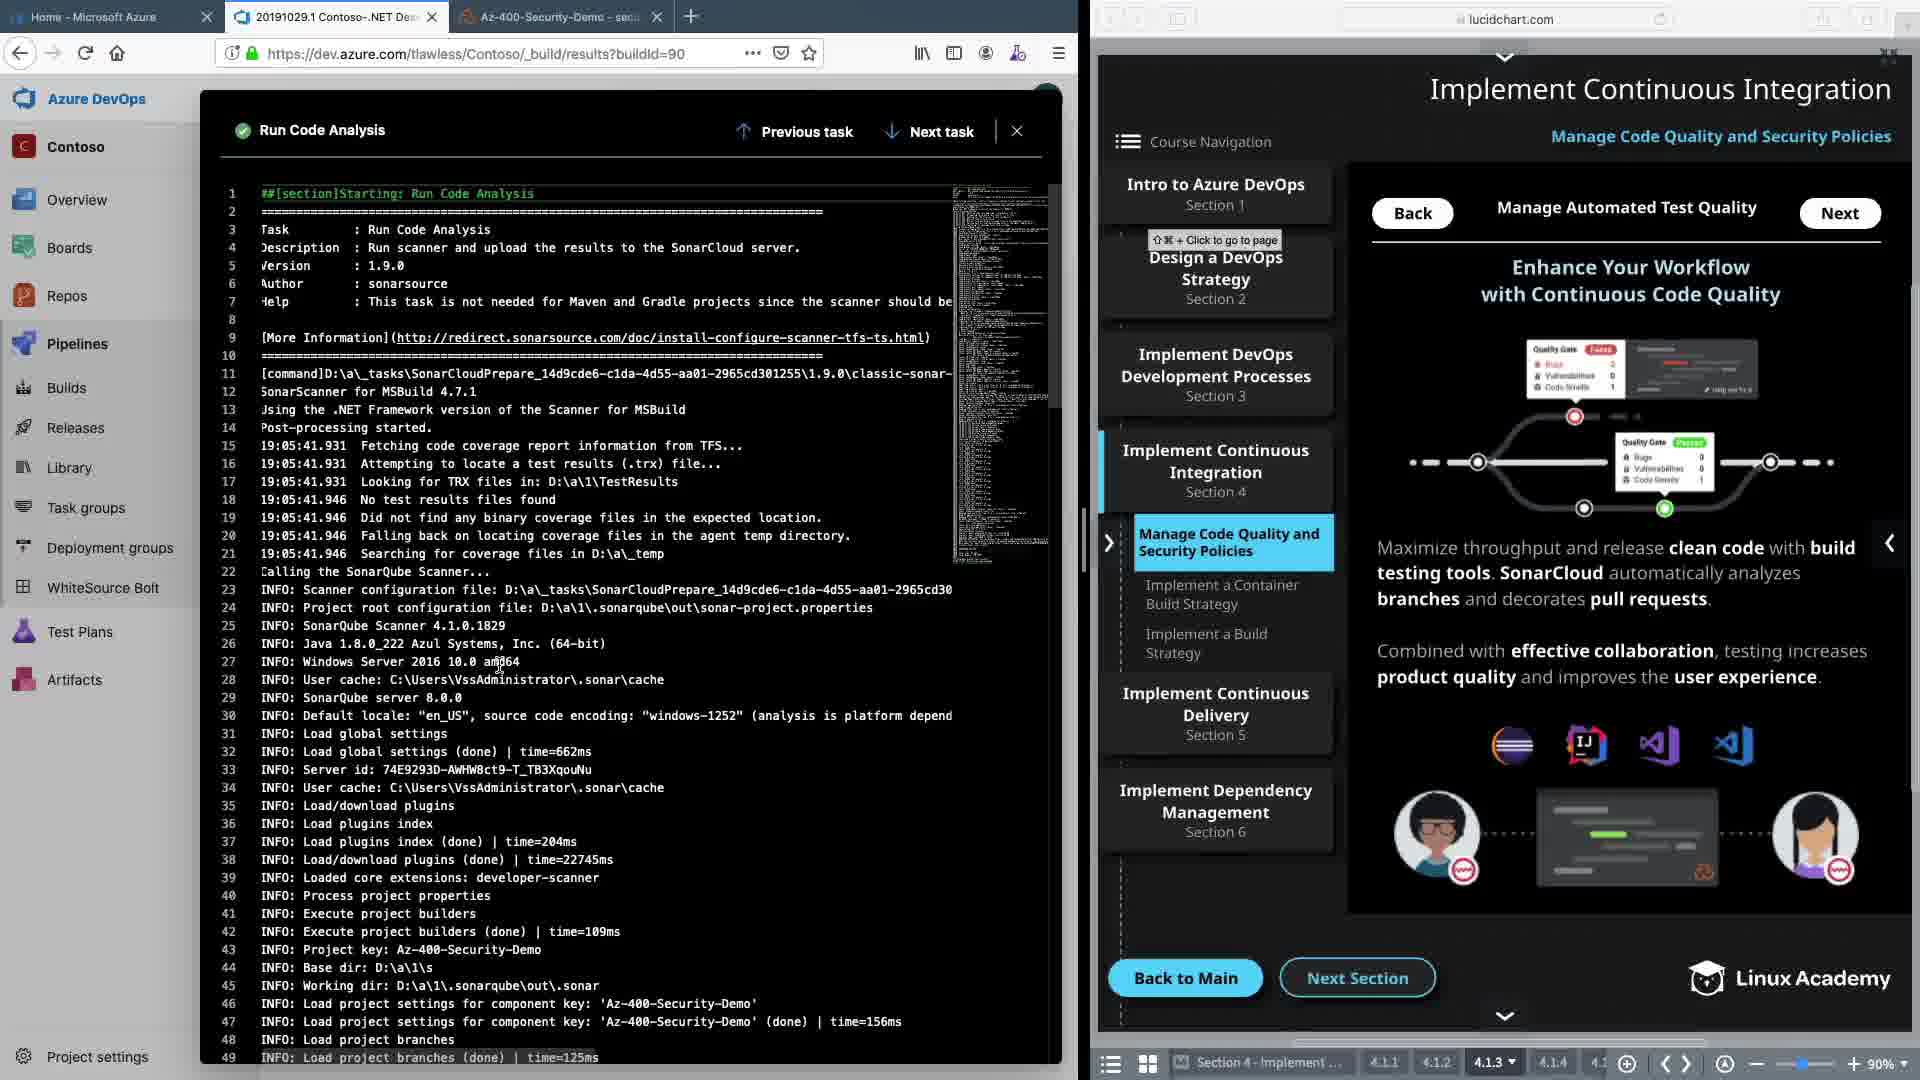 Home - Microsoft Azure
20191029.1 Contoso-.NET Des
Az-400-Security-Demo - secu
https://dev.azure.com/tlawless/Contoso/_build/results?buildId=90
Azure DevOps
Contoso
Overview
Boards
Repos
Pipelines
Builds
Releases
Library
Task groups
Deployment groups
WhiteSource Bolt
Test Plans
Artifacts
Project settings
Run Code Analysis
Previous task
Next task
1 ##[section]Starting: Run Code Analysis
2 ==============================================================================
3 Task         : Run Code Analysis
4 Description  : Run scanner and upload the results to the SonarCloud server.
5 Version      : 1.9.0
6 Author       : sonarsource
7 Help         : This task is not needed for Maven and Gradle projects since the scanner should be
8
9 [More Information](http://redirect.sonarsource.com/doc/install-configure-scanner-tfs-ts.html)
10 ==============================================================================
11 [command]D:\a\_tasks\SonarCloudPrepare_14d9cde6-c1da-4d55-aa01-2965cd301255\1.9.0\classic-sonar-
12 SonarScanner for MSBuild 4.7.1
13 Using the .NET Framework version of the Scanner for MSBuild
14 Post-processing started.
15 19:05:41.931  Fetching code coverage report information from TFS...
16 19:05:41.931  Attempting to locate a test results (.trx) file...
17 19:05:41.931  Looking for TRX files in: D:\a\1\TestResults
18 19:05:41.946  No test results files found
19 19:05:41.946  Did not find any binary coverage files in the expected location.
20 19:05:41.946  Falling back on locating coverage files in the agent temp directory.
21 19:05:41.946  Searching for coverage files in D:\a\_temp
22 Calling the SonarQube Scanner...
23 INFO: Scanner configuration file: D:\a\_tasks\SonarCloudPrepare_14d9cde6-c1da-4d55-aa01-2965cd30
24 INFO: Project root configuration file: D:\a\1\.sonarqube\out\sonar-project.properties
25 INFO: SonarQube Scanner 4.1.0.1829
26 INFO: Java 1.8.0_222 Azul Systems, Inc. (64-bit)
27 INFO: Windows Server 2016 10.0 amd64
28 INFO: User cache: C:\Users\VssAdministrator\.sonar\cache
29 INFO: SonarQube server 8.0.0
30 INFO: Default locale: "en_US", source code encoding: "windows-1252" (analysis is platform depend
31 INFO: Load global settings
32 INFO: Load global settings (done) | time=662ms
33 INFO: Server id: 74E9293D-AWHW8ct9-T_TB3XqouNu
34 INFO: User cache: C:\Users\VssAdministrator\.sonar\cache
35 INFO: Load/download plugins
36 INFO: Load plugins index
37 INFO: Load plugins index (done) | time=204ms
38 INFO: Load/download plugins (done) | time=22745ms
39 INFO: Loaded core extensions: developer-scanner
40 INFO: Process project properties
41 INFO: Execute project builders
42 INFO: Execute project builders (done) | time=109ms
43 INFO: Project key: Az-400-Security-Demo
44 INFO: Base dir: D:\a\1\s
45 INFO: Working dir: D:\a\1\.sonarqube\out\.sonar
46 INFO: Load project settings for component key: 'Az-400-Security-Demo'
47 INFO: Load project settings for component key: 'Az-400-Security-Demo' (done) | time=156ms
48 INFO: Load project branches
49 INFO: Load project branches (done) | time=125ms
lucidchart.com
Implement Continuous Integration
Manage Code Quality and Security Policies
Course Navigation
Intro to Azure DevOps
Section 1
⇧⌘ + Click to go to page
Design a DevOps
Strategy
Section 2
Implement DevOps
Development Processes
Section 3
Implement Continuous
Integration
Section 4
Manage Code Quality and
Security Policies
Implement a Container
Build Strategy
Implement a Build
Strategy
Implement Continuous
Delivery
Section 5
Implement Dependency
Management
Section 6
Back to Main
Next Section
Back
Manage Automated Test Quality
Next
Enhance Your Workflow
with Continuous Code Quality
Quality Gate
Bugs
Vulnerabilities 0
Code Smells 1
Quality Gate Passed
Bugs 0
Vulnerabilities 0
Code Smells 1
Maximize throughput and release clean code with build
testing tools. SonarCloud automatically analyzes
branches and decorates pull requests.
Combined with effective collaboration, testing increases
product quality and improves the user experience.
IJ
Linux Academy
Section 4 - Implement ...
4.1.1
4.1.2
4.1.3
4.1.4
4.1
90%